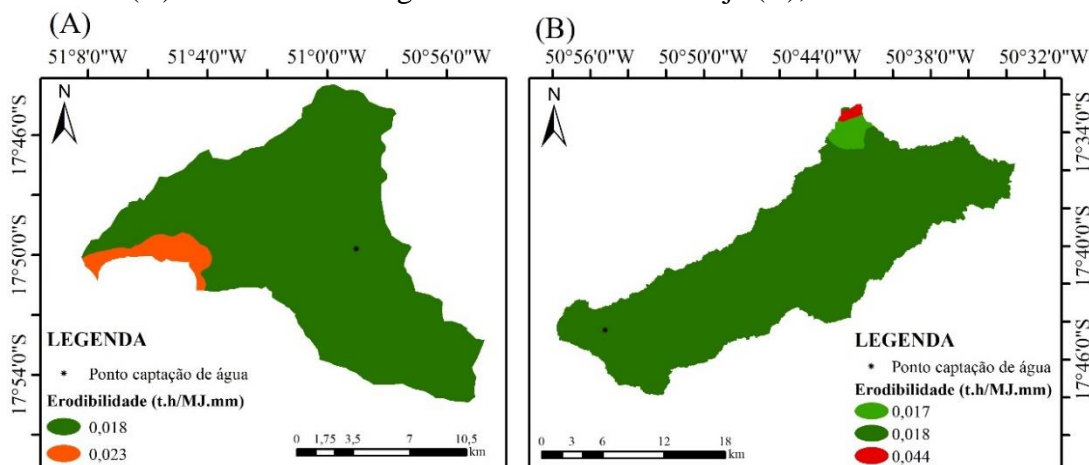 (A)
51°8'0"W 51°4'0"W 51°0'0"W 50°56'0"W
N
17°46'0"S
17°50'0"S
17°54'0"S
LEGENDA
Ponto captação de água
Erodibilidade (t.h/MJ.mm)
0,018
0,023
0 1,75 3,5 7 10,5
km
(B)
50°56'0"W 50°50'0"W 50°44'0"W 50°38'0"W 50°32'0"W
N
17°34'0"S
17°40'0"S
17°46'0"S
LEGENDA
Ponto captação de água
Erodibilidade (t.h/MJ.mm)
0,017
0,018
0,044
0 3 6 12 18
km